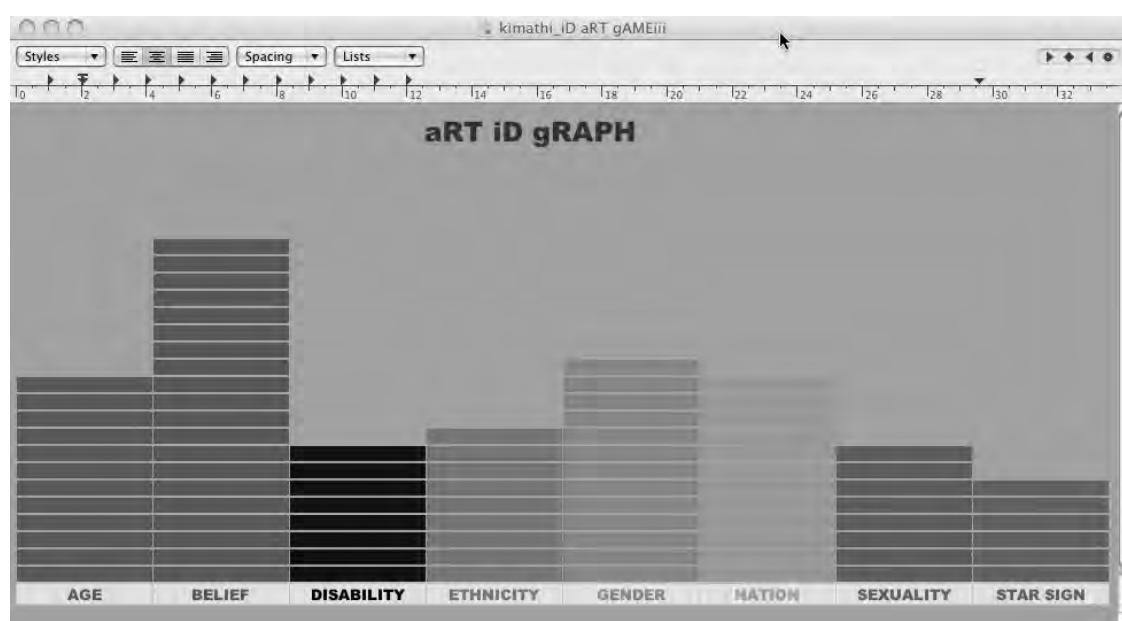 kimathi_iD aRT gAMEiii
Styles Spacing Lists
0 2 4 6 8 10 12 14 16 18 20 22 24 26 28 30 32
aRT iD gRAPH
AGE BELIEF DISABILITY ETHNICITY GENDER NATION SEXUALITY STAR SIGN